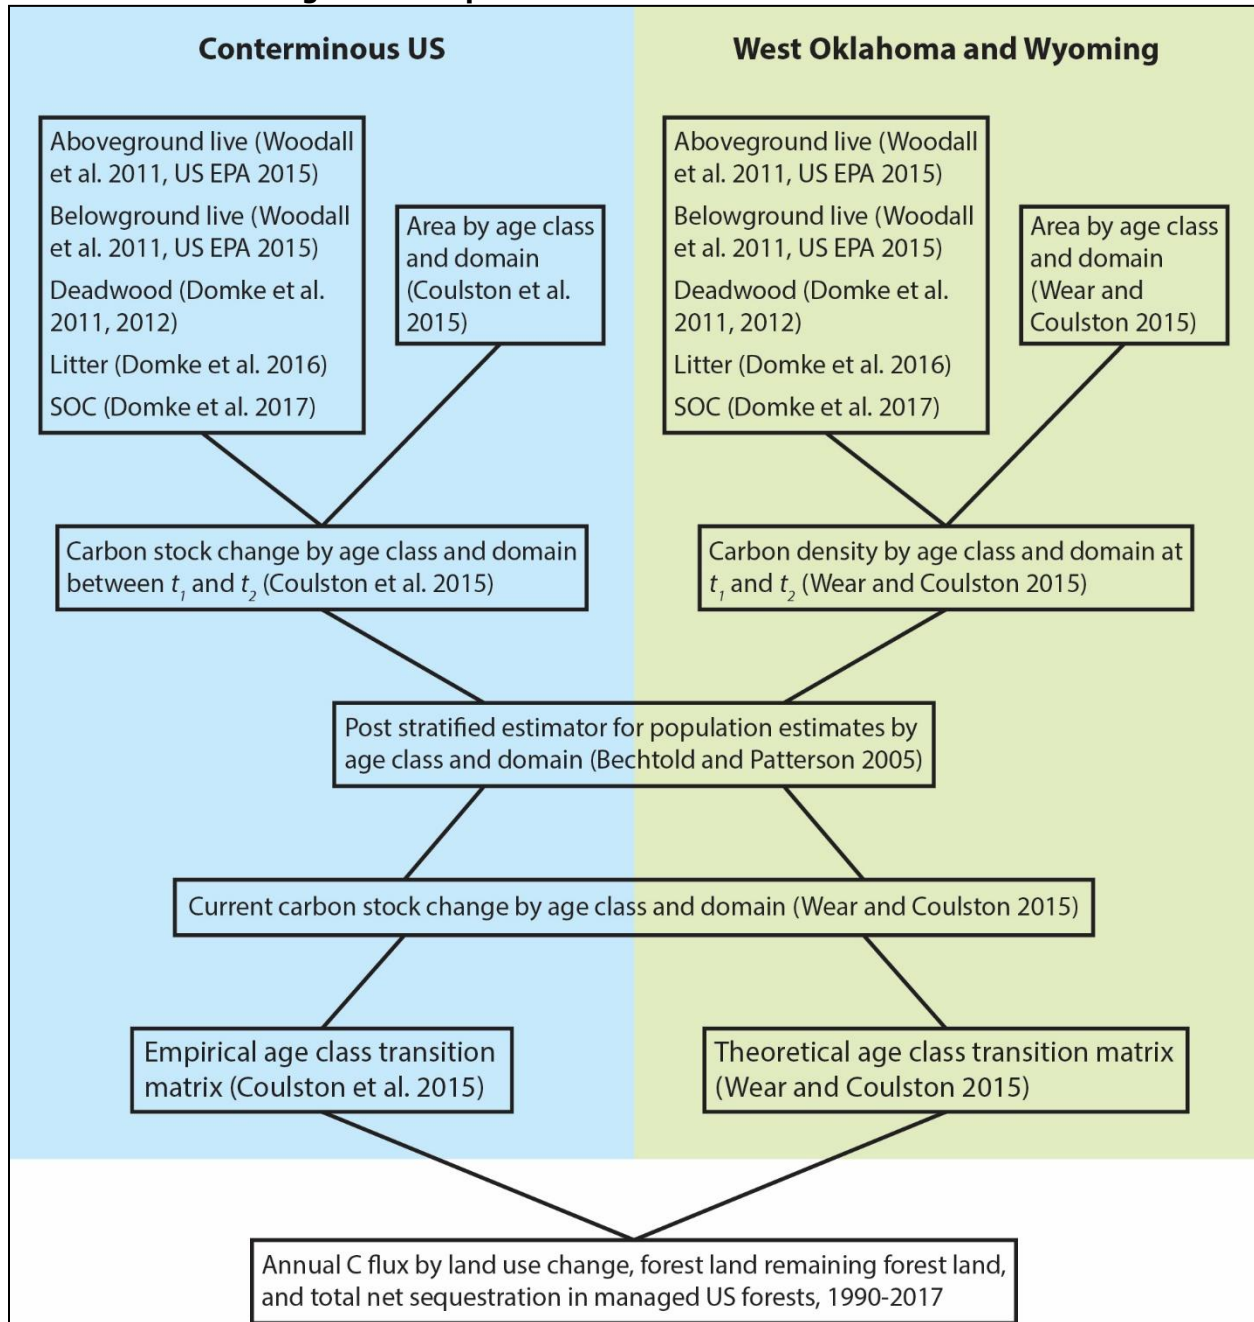 Conterminous US
West Oklahoma and Wyoming
Aboveground live (Woodall
et al. 2011, US EPA 2015)
Belowground live (Woodall
et al. 2011, US EPA 2015)
Deadwood (Domke et al.
2011, 2012)
Litter (Domke et al. 2016)
SOC (Domke et al. 2017)
Area by age class
and domain
(Coulston et al.
2015)
Aboveground live (Woodall
et al. 2011, US EPA 2015)
Belowground live (Woodall
et al. 2011, US EPA 2015)
Deadwood (Domke et al.
2011, 2012)
Litter (Domke et al. 2016)
SOC (Domke et al. 2017)
Area by age class
and domain
(Wear and
Coulston 2015)
Carbon stock change by age class and domain
between t₁ and t₂ (Coulston et al. 2015)
Carbon density by age class and domain at
t₁ and t₂ (Wear and Coulston 2015)
Post stratified estimator for population estimates by
age class and domain (Bechtold and Patterson 2005)
Current carbon stock change by age class and domain (Wear and Coulston 2015)
Empirical age class transition
matrix (Coulston et al. 2015)
Theoretical age class transition matrix
(Wear and Coulston 2015)
Annual C flux by land use change, forest land remaining forest land,
and total net sequestration in managed US forests, 1990-2017